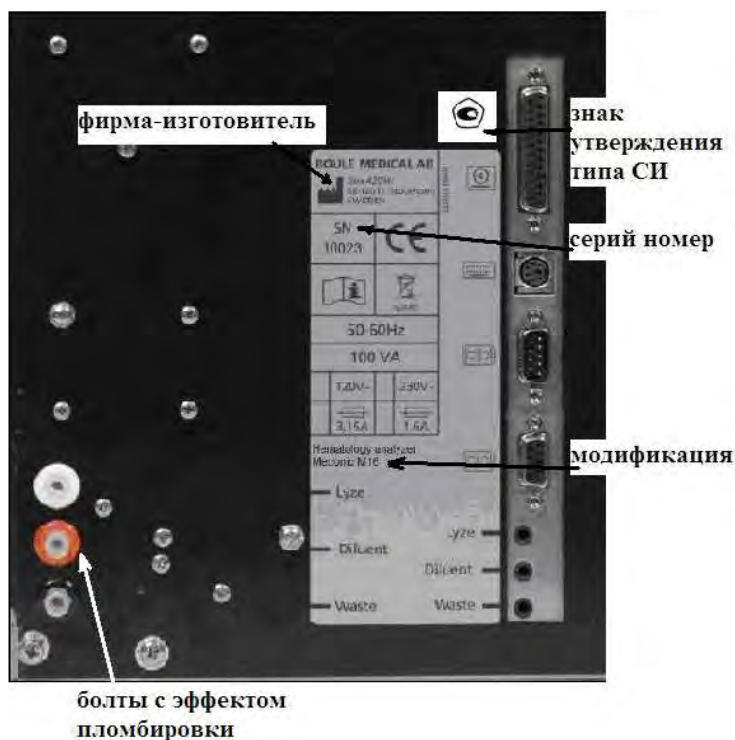 фирма-изготовитель
знак
утверждения
типа СИ
BOULE MEDICAL AB
SWEDEN
SN
10023
CE
серий номер
50-60Hz
100 VA
120V~
230V~
3,15A
1,6A
Hematology analyzer
Medonic M16
модификация
Lyze
Diluent
Waste
Lyze
Diluent
Waste
болты с эффектом
пломбировки